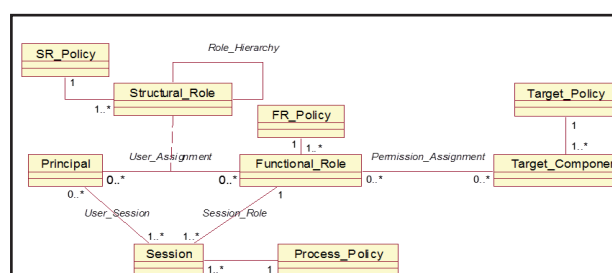 Role_Hierarchy
SR_Policy
1
1..*
Structural_Role
Target_Policy
FR_Policy
1
1
1..*
1..*
Principal
User_Assignment
Functional_Role
Permission_Assignment
Target_Component
0..*
0..*
0..*
0..*
0..*
1
User_Session
Session_Role
1..*
1..*
Session
Process_Policy
1..*
1